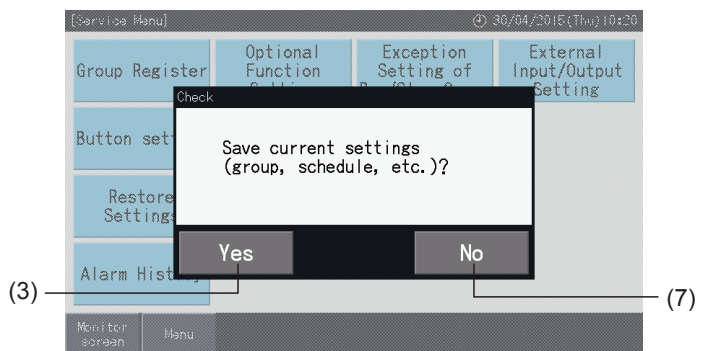 [Service Menu] 30/04/2015(Thu)10:20
Group Register
Optional
Function
Exception
Setting of
External
Input/Output
Setting
Check
Button set
Save current settings
(group, schedule, etc.)?
Restore
Settings
Yes
No
Alarm Hist
(3)
(7)
Monitor
screen
Menu